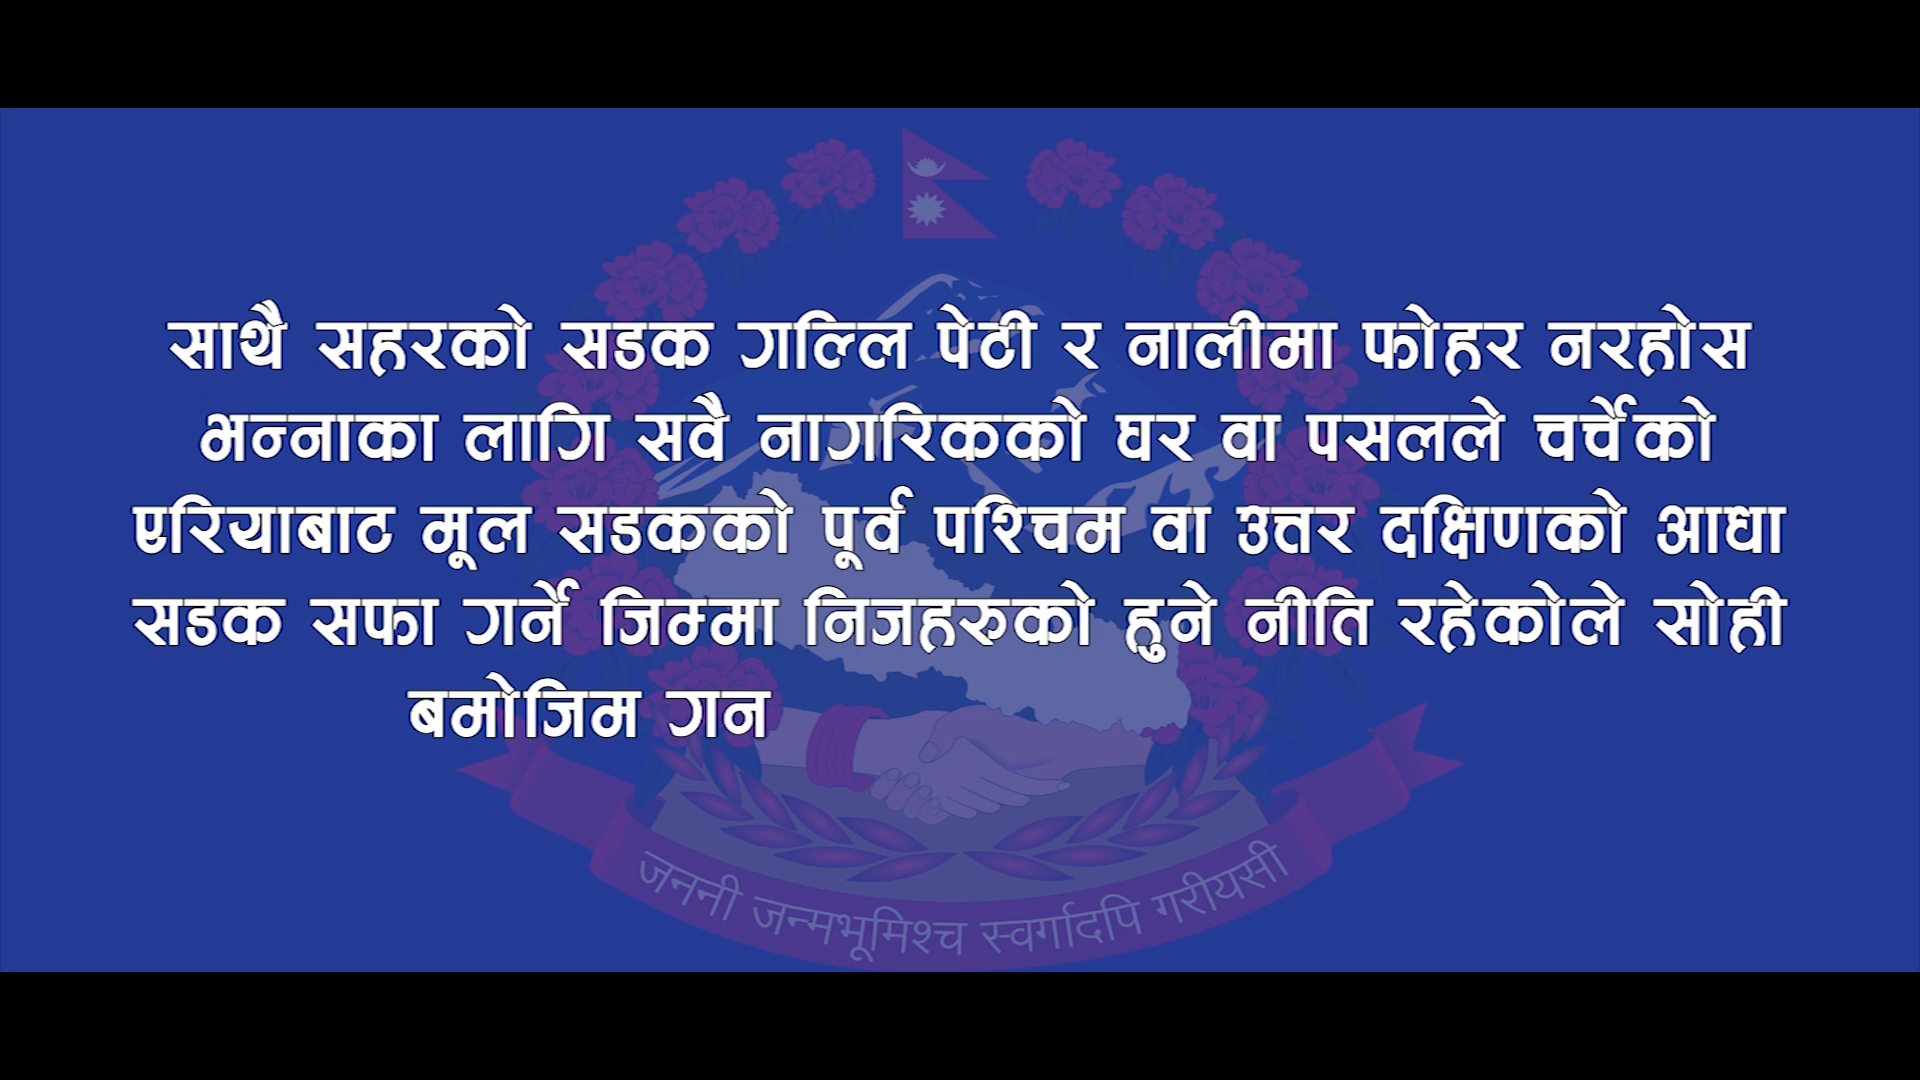 साथै सहरको सडक गल्लि पेटी र नालीमा फोहर नरहोस
भन्नाका लागि सवै नागरिकको घर वा पसलले चर्चेको
एरियाबाट मूल सडकको पूर्व पश्चिम वा उत्तर दक्षिणको आधा
सडक सफा गर्ने जिम्मा निजहरुको हुने नीति रहेकोले सोही
बमोजिम गन
जननी जन्मभूमिश्च स्वर्गादपि गरीयसी